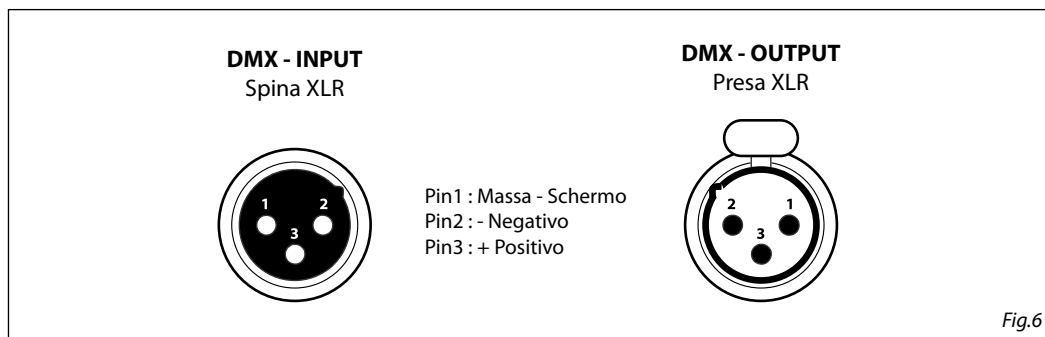 DMX - INPUT
Spina XLR
DMX - OUTPUT
Presa XLR
1
2
3
Pin1 : Massa - Schermo
Pin2 : - Negativo
Pin3 : + Positivo
2
1
3
Fig.6